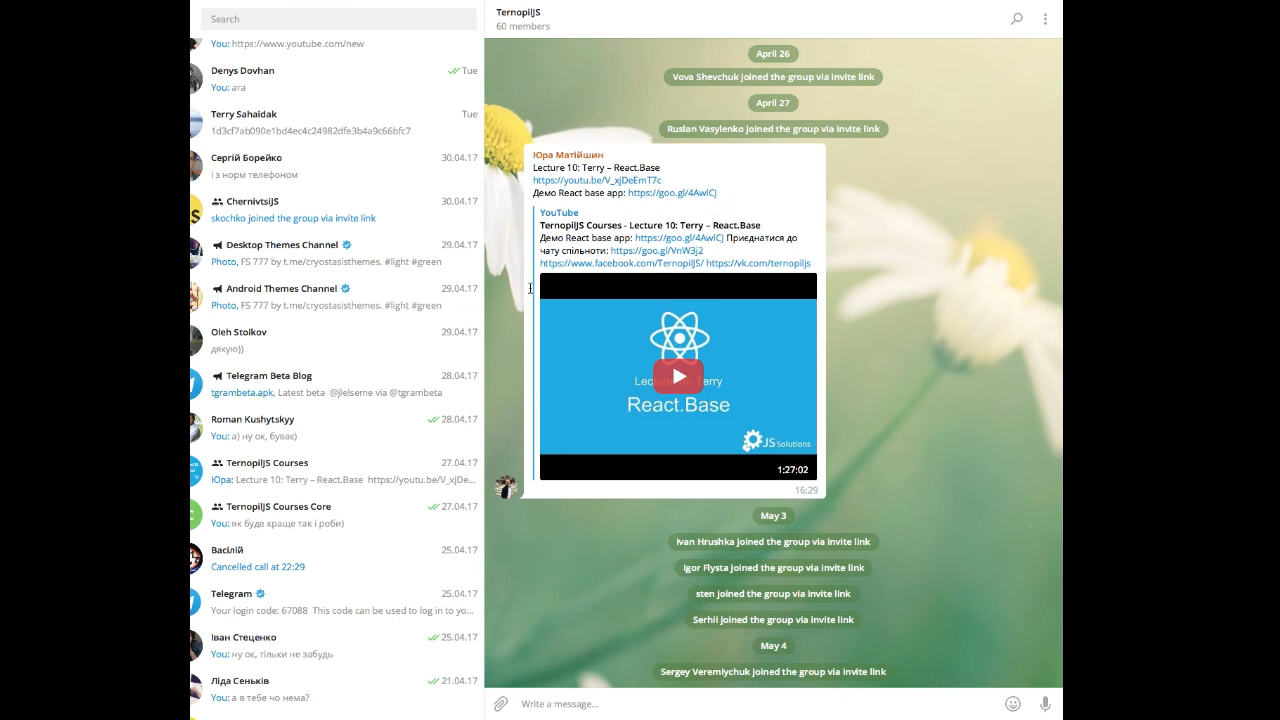 Search
You: https://www.youtube.com/new
Denys Dovhan
Tue
You: ага
Terry Sahaidak
Tue
1d3cf7ab090e1bd4ec4c24982dfe3b4a9c66bfc7
Сергій Борейко
30.04.17
і з норм телефоном
ChernivtsiJS
30.04.17
skochko joined the group via invite link
Desktop Themes Channel
29.04.17
Photo, FS 777 by t.me/cryostasisthemes. #light #green
Android Themes Channel
29.04.17
Photo, FS 777 by t.me/cryostasisthemes. #light #green
Oleh Stoikov
29.04.17
дякую))
Telegram Beta Blog
28.04.17
tgrambeta.apk, Latest beta @jlelseme via @tgrambeta
Roman Kushytskyy
28.04.17
You: а) ну ок, буває)
TernopilJS Courses
27.04.17
Юра: Lecture 10: Terry – React.Base https://youtu.be/V_xjDe...
TernopilJS Courses Core
27.04.17
You: як буде краще так і роби)
Васілій
25.04.17
Cancelled call at 22:29
Telegram
25.04.17
Your login code: 67088 This code can be used to log in to yo...
Іван Стеценко
25.04.17
You: ну ок, тільки не забудь
Ліда Сеньків
21.04.17
You: а в тебе чо нема?
TernopilJS
60 members
April 26
Vova Shevchuk joined the group via invite link
April 27
Ruslan Vasylenko joined the group via invite link
Юра Матійшин
Lecture 10: Terry – React.Base
https://youtu.be/V_xjDeEmT7c
Демо React base app: https://goo.gl/4AwICJ
YouTube
TernopilJS Courses - Lecture 10: Terry – React.Base
Демо React base app: https://goo.gl/4AwICJ Приєднатися до
чату спільноти: https://goo.gl/VnW3j2
https://www.facebook.com/TernopilJS/ https://vk.com/ternopiljs
Lecture 10: Terry
React.Base
JS Solutions
1:27:02
16:29
May 3
Ivan Hrushka joined the group via invite link
Igor Flysta joined the group via invite link
sten joined the group via invite link
Serhii joined the group via invite link
May 4
Sergey Veremiychuk joined the group via invite link
Write a message...